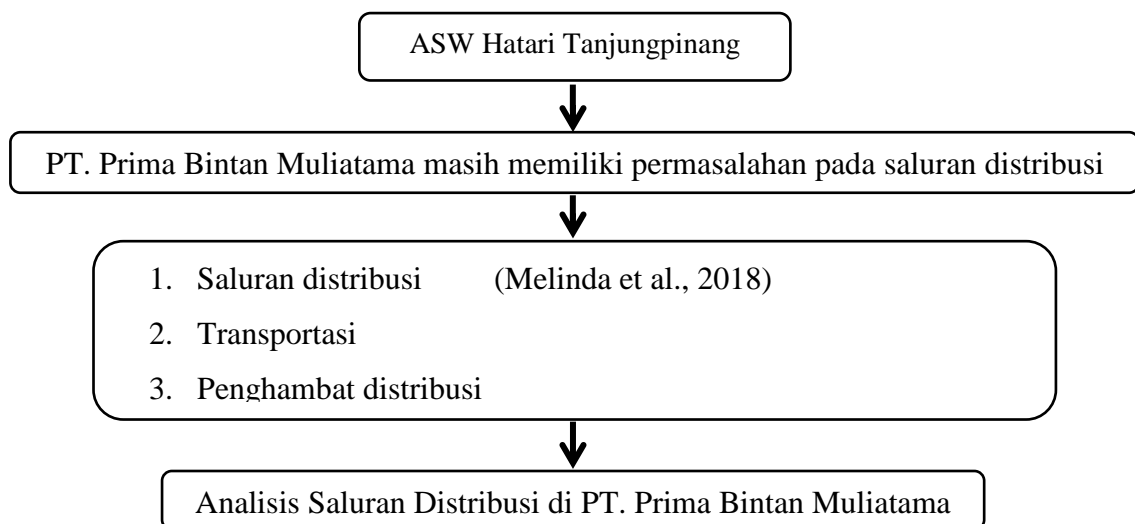 ASW Hatari Tanjungpinang
PT. Prima Bintan Muliatama masih memiliki permasalahan pada saluran distribusi
1. Saluran distribusi (Melinda et al., 2018)
2. Transportasi
3. Penghambat distribusi
Analisis Saluran Distribusi di PT. Prima Bintan Muliatama